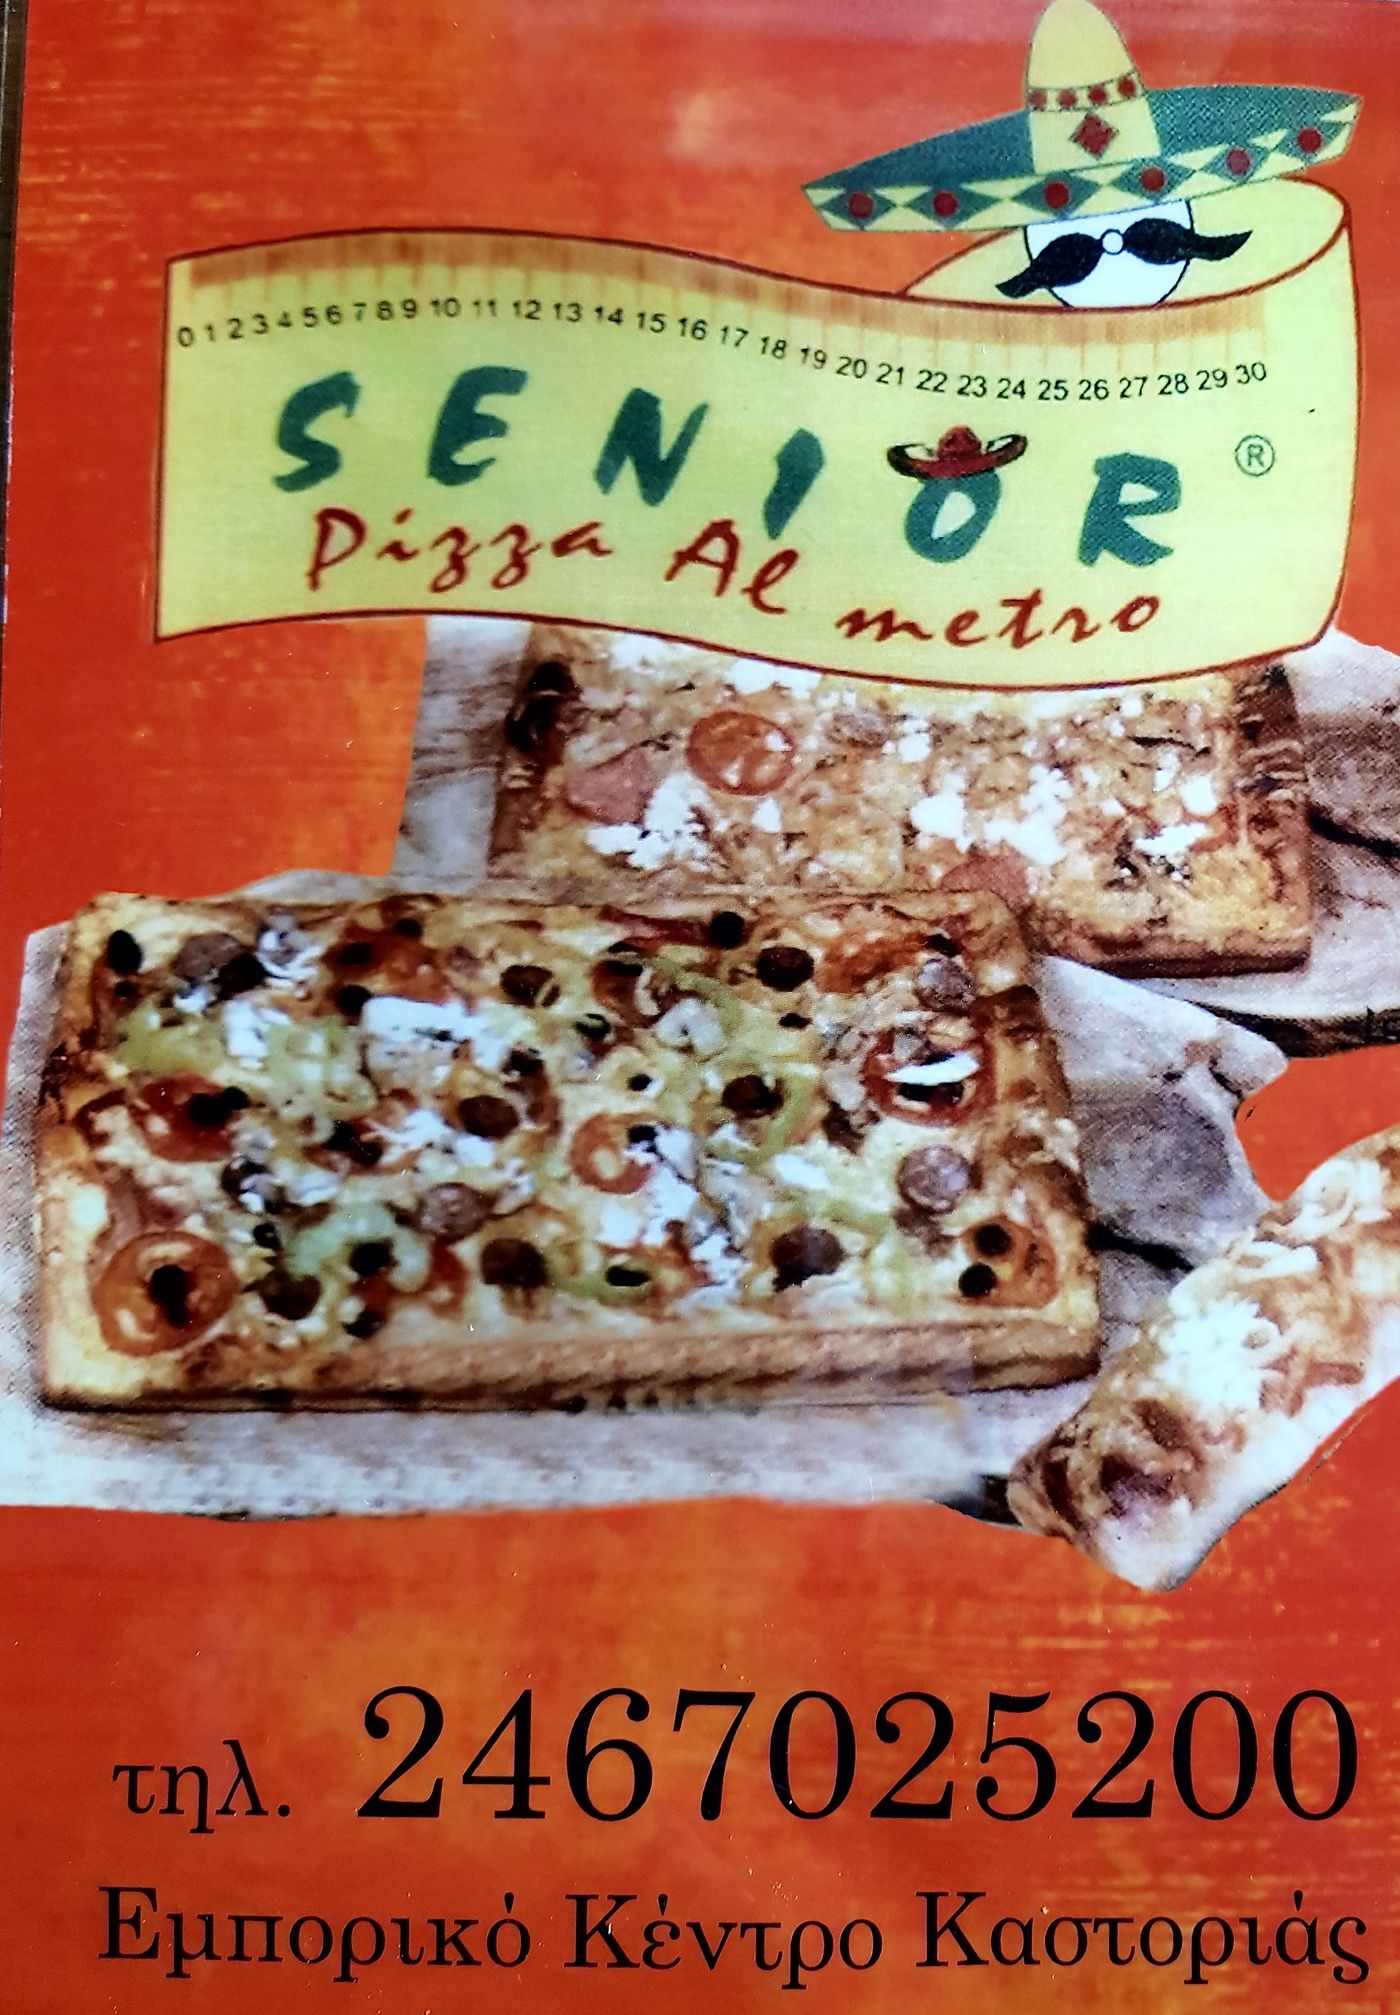 0 1 2 3 4 5 6 7 8 9 10 11 12 13 14 15 16 17 18 19 20 21 22 23 24 25 26 27 28 29 30
SENIOR ®
Pizza Al metro
τηλ. 2467025200
Εμπορικό Κέντρο Καστοριάς